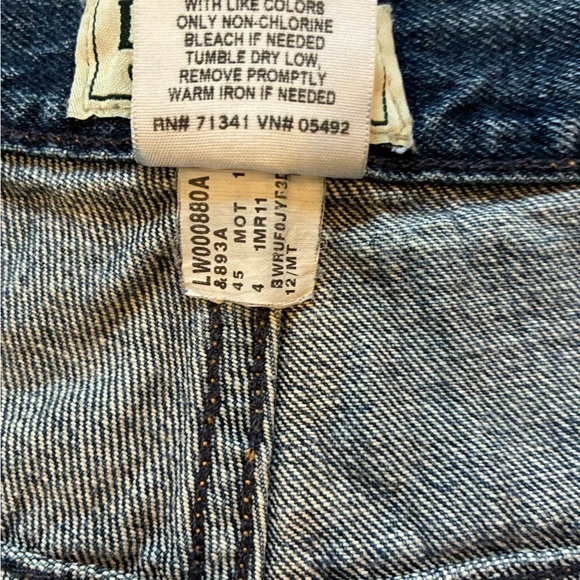 WITH LIKE COLORS
ONLY NON-CHLORINE
BLEACH IF NEEDED
TUMBLE DRY LOW,
REMOVE PROMPTLY
WARM IRON IF NEEDED
RN# 71341 VN# 05492
LW000880A
&893A
45 MOT 1
4 1MR11
12/MT